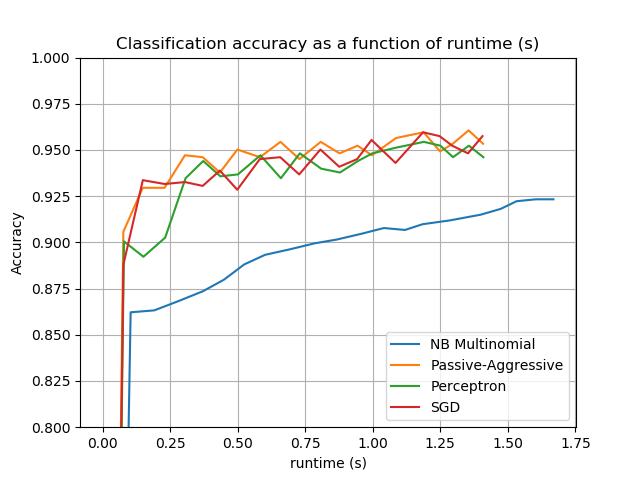 Classification accuracy as a function of runtime (s)
1.000
0.975
0.950
0.925
0.900
0.875
0.850
0.825
0.800
Accuracy
NB Multinomial
Passive-Aggressive
Perceptron
SGD
0.00 0.25 0.50 0.75 1.00 1.25 1.50 1.75
runtime (s)